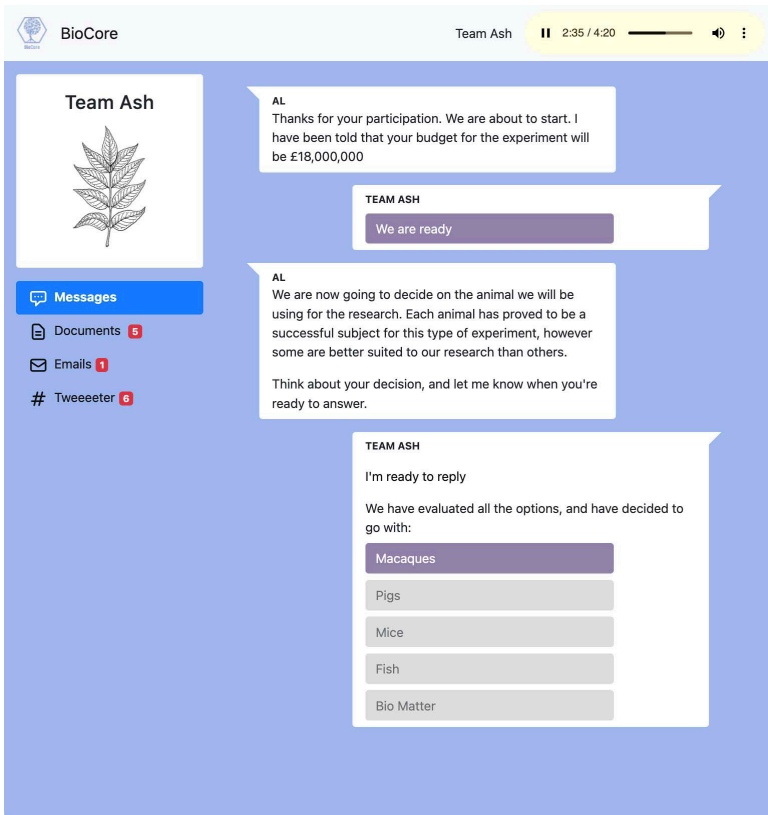 BioCore
BioCore
Team Ash
2:35 / 4:20
Team Ash
Messages
Documents 5
Emails 1
# Tweeeeter 6
AL
Thanks for your participation. We are about to start. I
have been told that your budget for the experiment will
be £18,000,000
TEAM ASH
We are ready
AL
We are now going to decide on the animal we will be
using for the research. Each animal has proved to be a
successful subject for this type of experiment, however
some are better suited to our research than others.
Think about your decision, and let me know when you're
ready to answer.
TEAM ASH
I'm ready to reply
We have evaluated all the options, and have decided to
go with:
Macaques
Pigs
Mice
Fish
Bio Matter